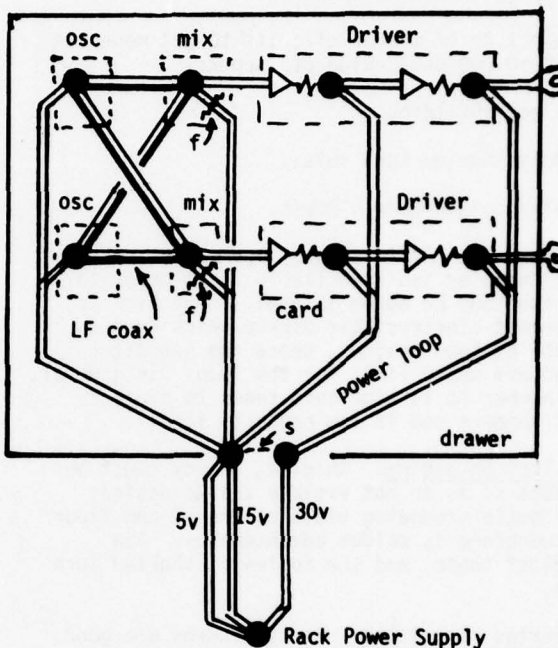 osc mix Driver
f
osc mix Driver
f
LF coax card
power loop
drawer
s
5v 15v 30v
Rack Power Supply